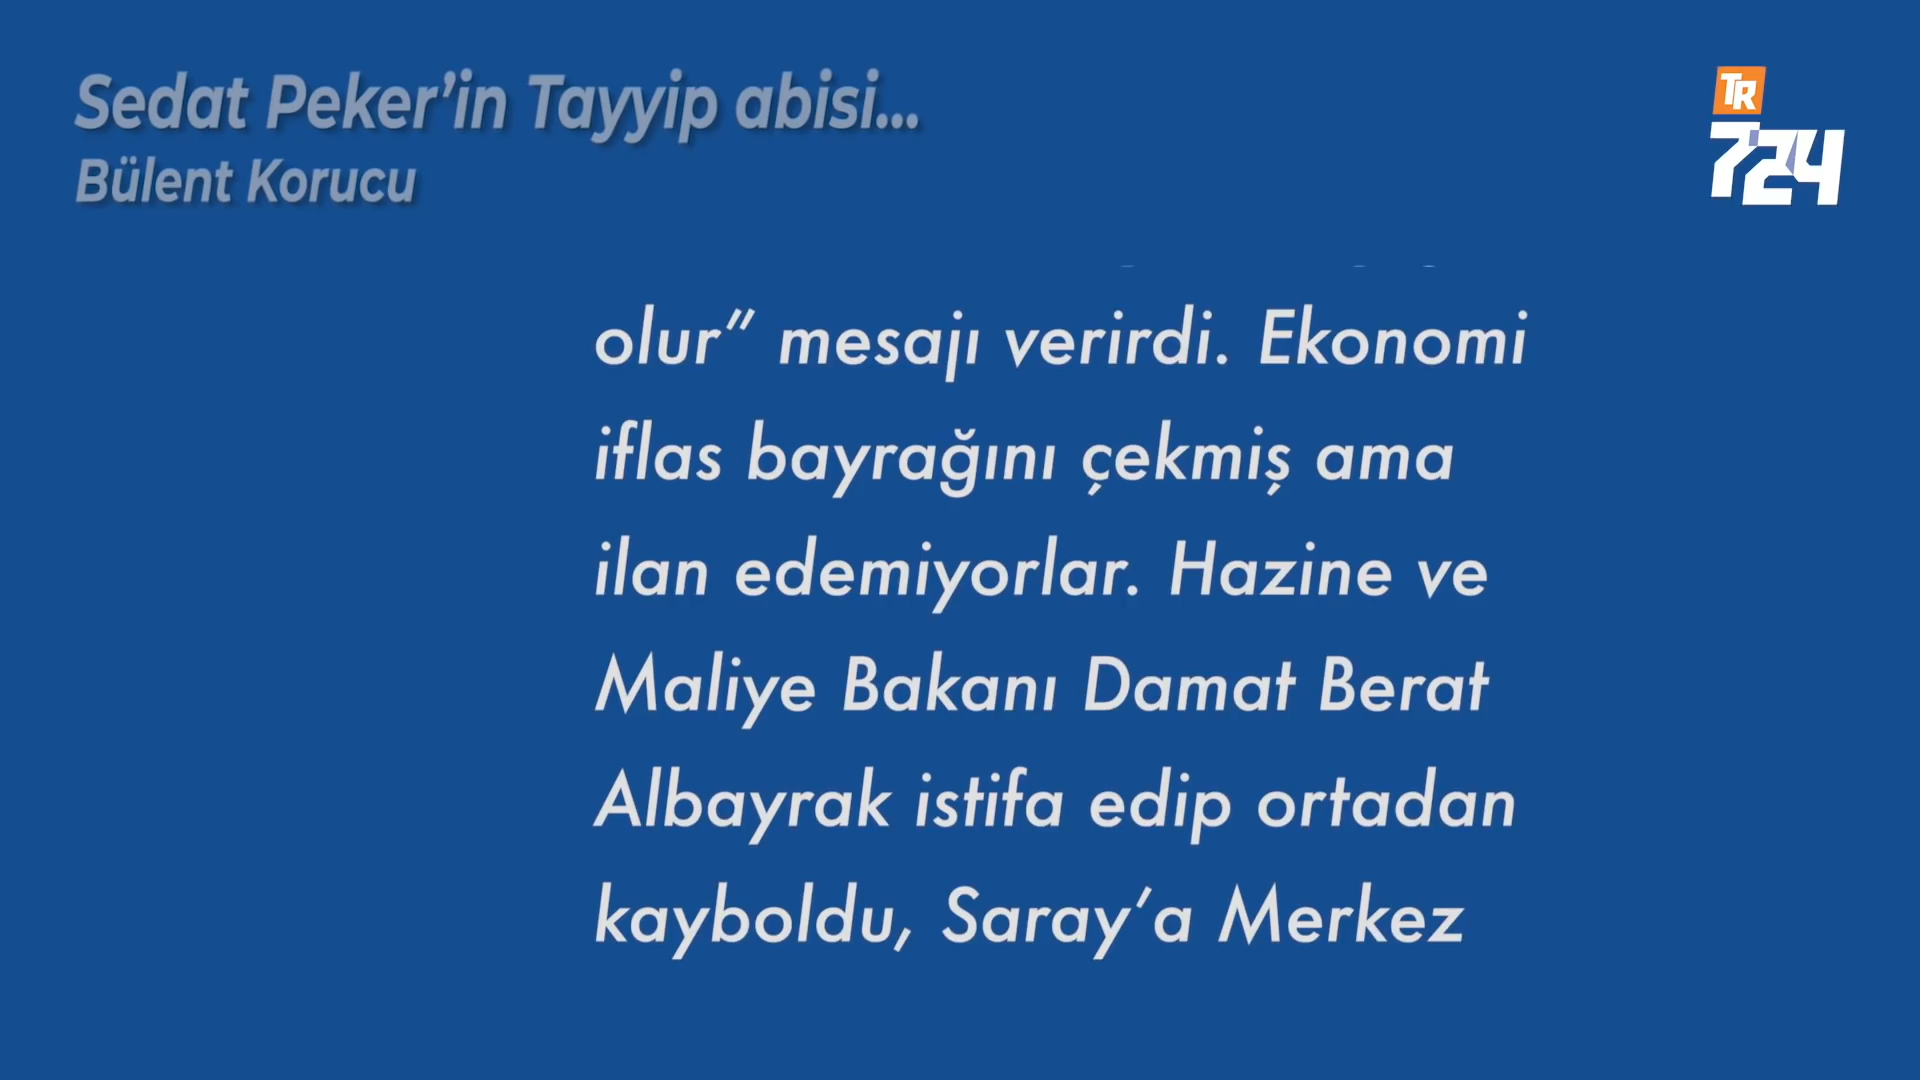 Sedat Peker’in Tayyip abisi...
Bülent Korucu
TR
724
olur” mesajı verirdi. Ekonomi
iflas bayrağını çekmiş ama
ilan edemiyorlar. Hazine ve
Maliye Bakanı Damat Berat
Albayrak istifa edip ortadan
kayboldu, Saray’a Merkez